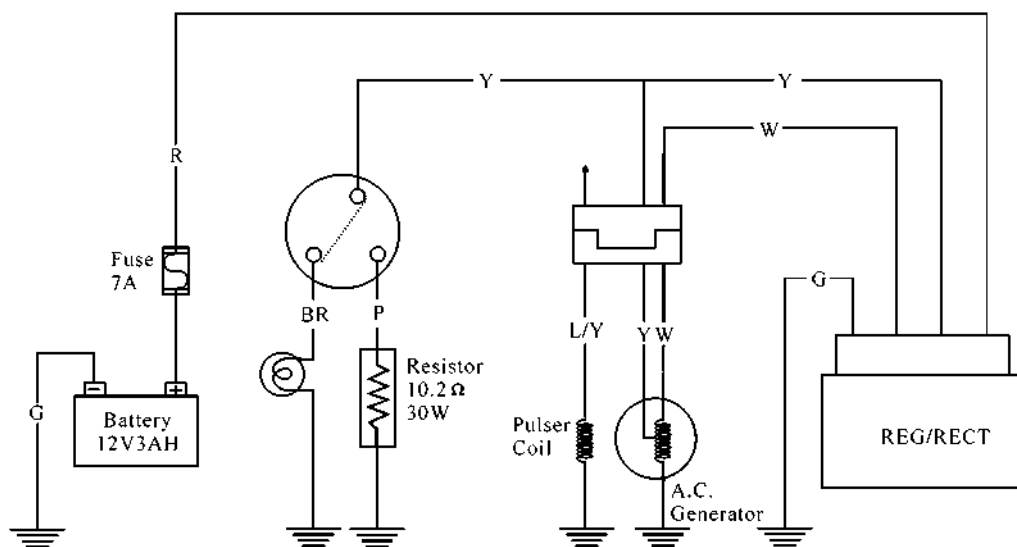 Y
Y
W
R
Fuse
7A
G
BR
P
L/Y
Y W
Resistor
10.2Ω
30W
G
−
+
Battery
12V3AH
Pulser
Coil
REG/RECT
A.C.
Generator